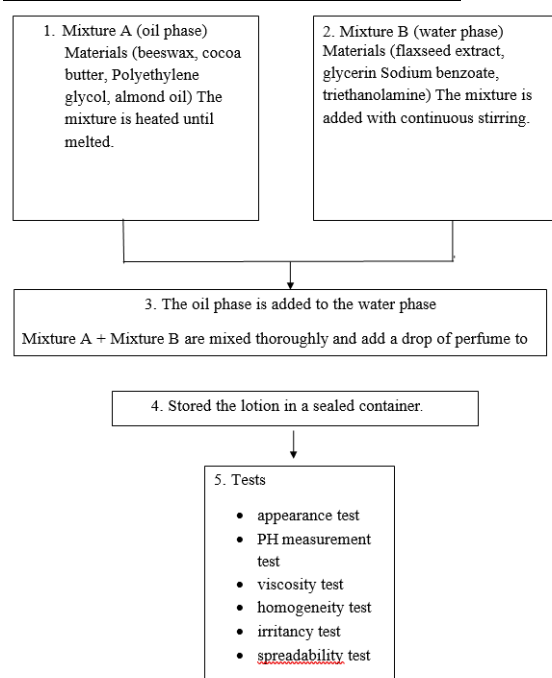 1. Mixture A (oil phase)
Materials (beeswax, cocoa
butter, Polyethylene
glycol, almond oil) The
mixture is heated until
melted.
2. Mixture B (water phase)
Materials (flaxseed extract,
glycerin Sodium benzoate,
triethanolamine) The mixture is
added with continuous stirring.
3. The oil phase is added to the water phase
Mixture A + Mixture B are mixed thoroughly and add a drop of perfume to
4. Stored the lotion in a sealed container.
5. Tests
• appearance test
• PH measurement
test
• viscosity test
• homogeneity test
• irritancy test
• spreadability test